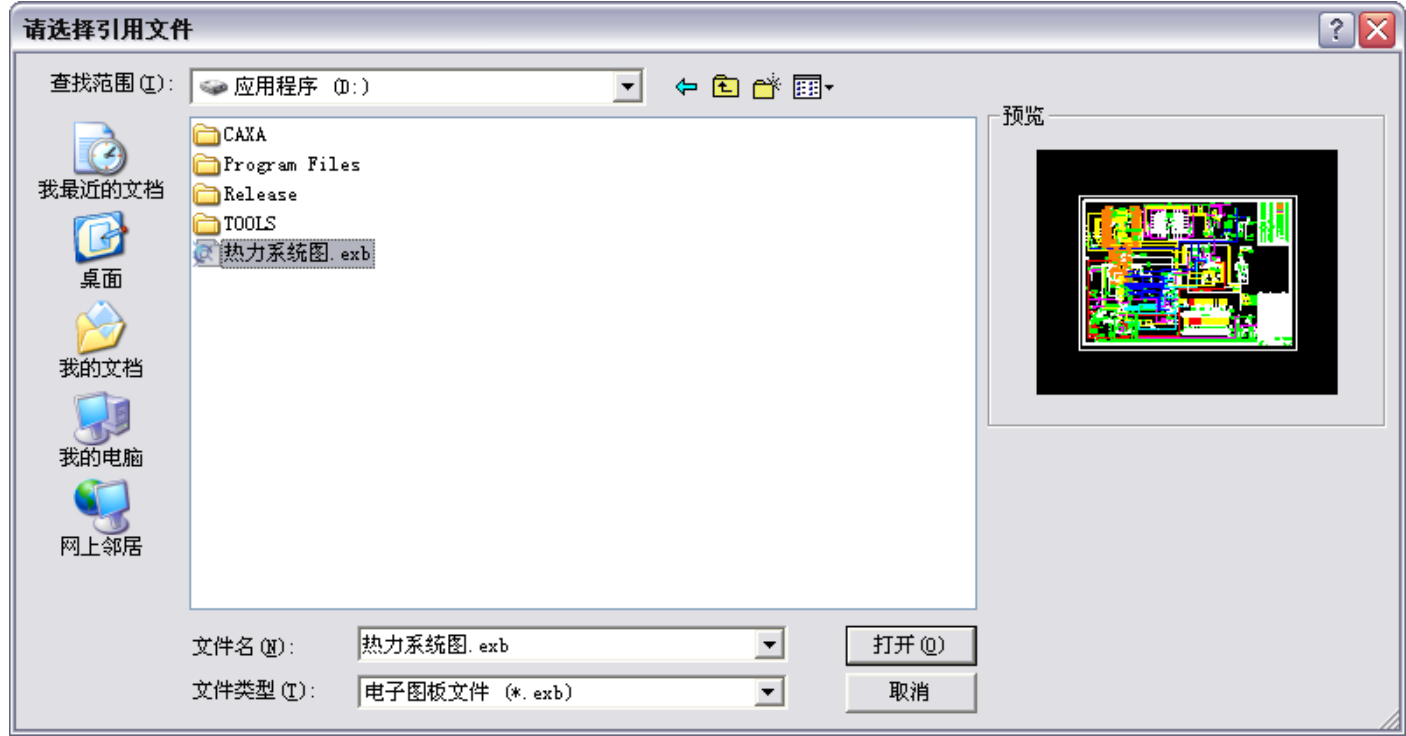 请选择引用文件
查找范围(I):
应用程序 (D:)
预览
CAXA
Program Files
Release
TOOLS
热力系统图.exb
我最近的文档
桌面
我的文档
我的电脑
网上邻居
文件名(N):
热力系统图.exb
打开(O)
文件类型(T):
电子图板文件 (*.exb)
取消